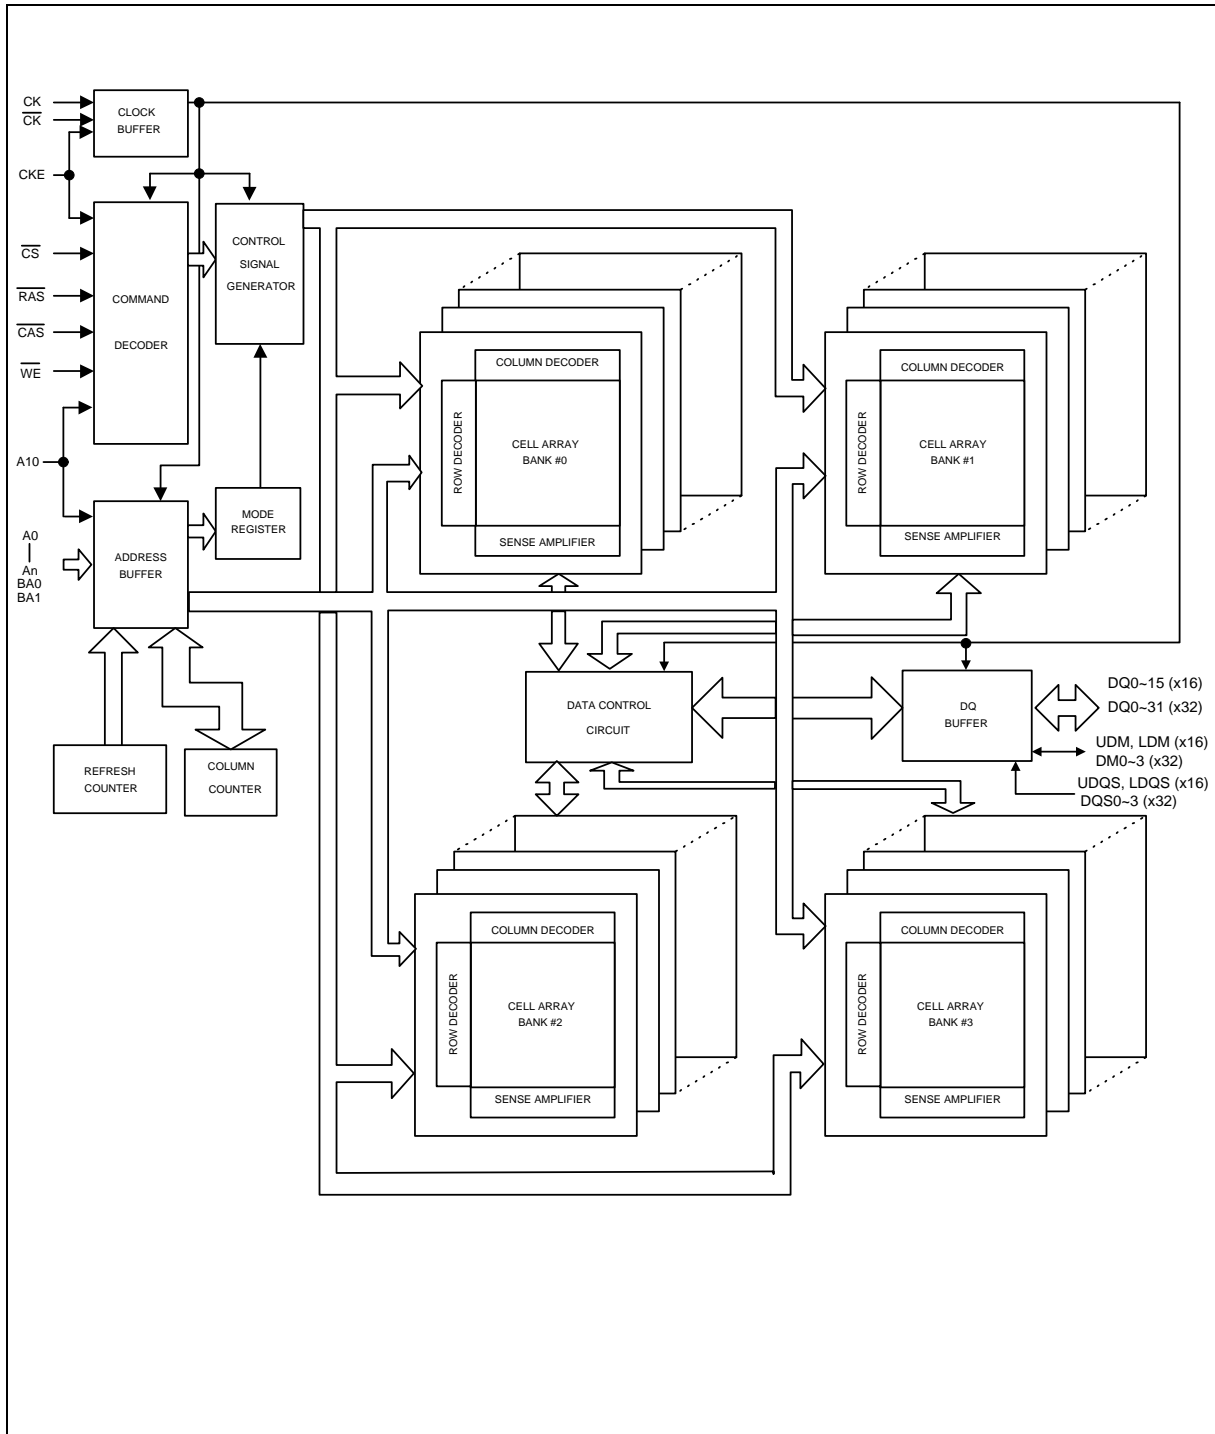 CK
CK
CKE
CS
RAS
CAS
WE
A10
A0
An
BA0
BA1
CLOCK
BUFFER
COMMAND
DECODER
CONTROL
SIGNAL
GENERATOR
MODE
REGISTER
ADDRESS
BUFFER
REFRESH
COUNTER
COLUMN
COUNTER
COLUMN DECODER
ROW DECODER
CELL ARRAY
BANK #0
SENSE AMPLIFIER
COLUMN DECODER
ROW DECODER
CELL ARRAY
BANK #1
SENSE AMPLIFIER
DATA CONTROL
CIRCUIT
DQ
BUFFER
DQ0~15 (x16)
DQ0~31 (x32)
UDM, LDM (x16)
DM0~3 (x32)
UDQS, LDQS (x16)
DQS0~3 (x32)
COLUMN DECODER
ROW DECODER
CELL ARRAY
BANK #2
SENSE AMPLIFIER
COLUMN DECODER
ROW DECODER
CELL ARRAY
BANK #3
SENSE AMPLIFIER